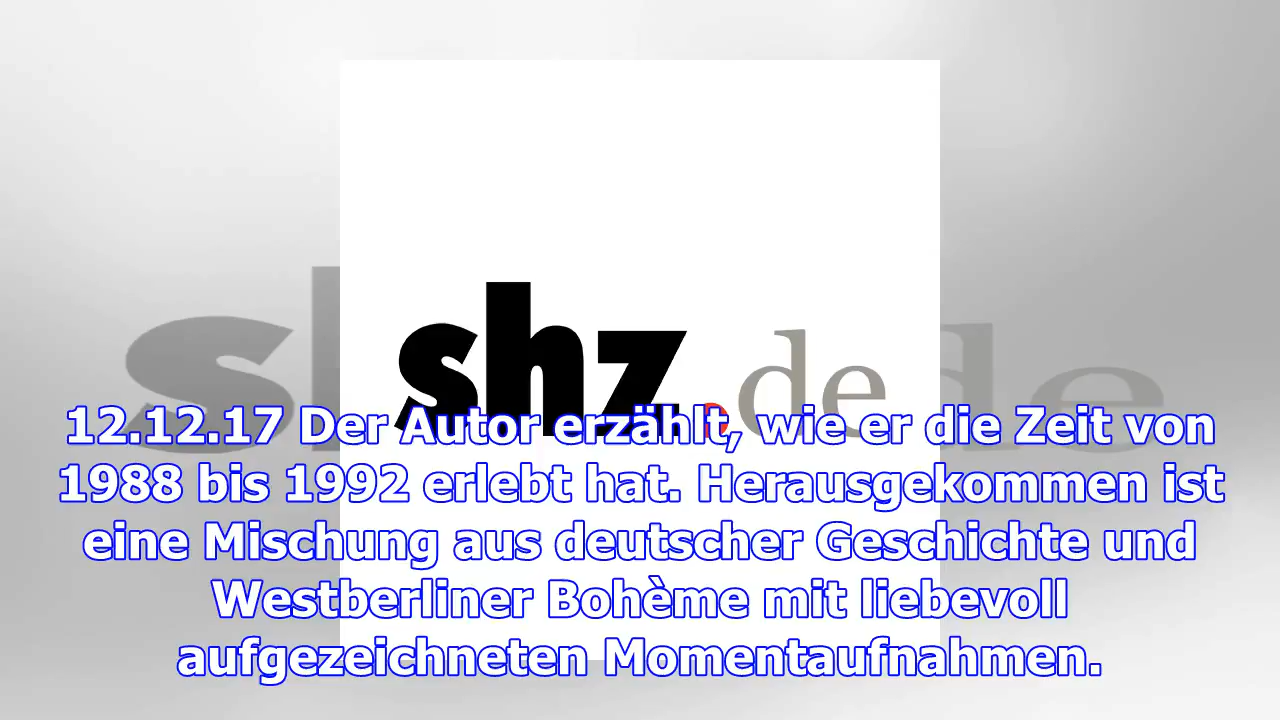 shz.de
12.12.17 Der Autor erzählt, wie er die Zeit von
1988 bis 1992 erlebt hat. Herausgekommen ist
eine Mischung aus deutscher Geschichte und
Westberliner Bohème mit liebevoll
aufgezeichneten Momentaufnahmen.